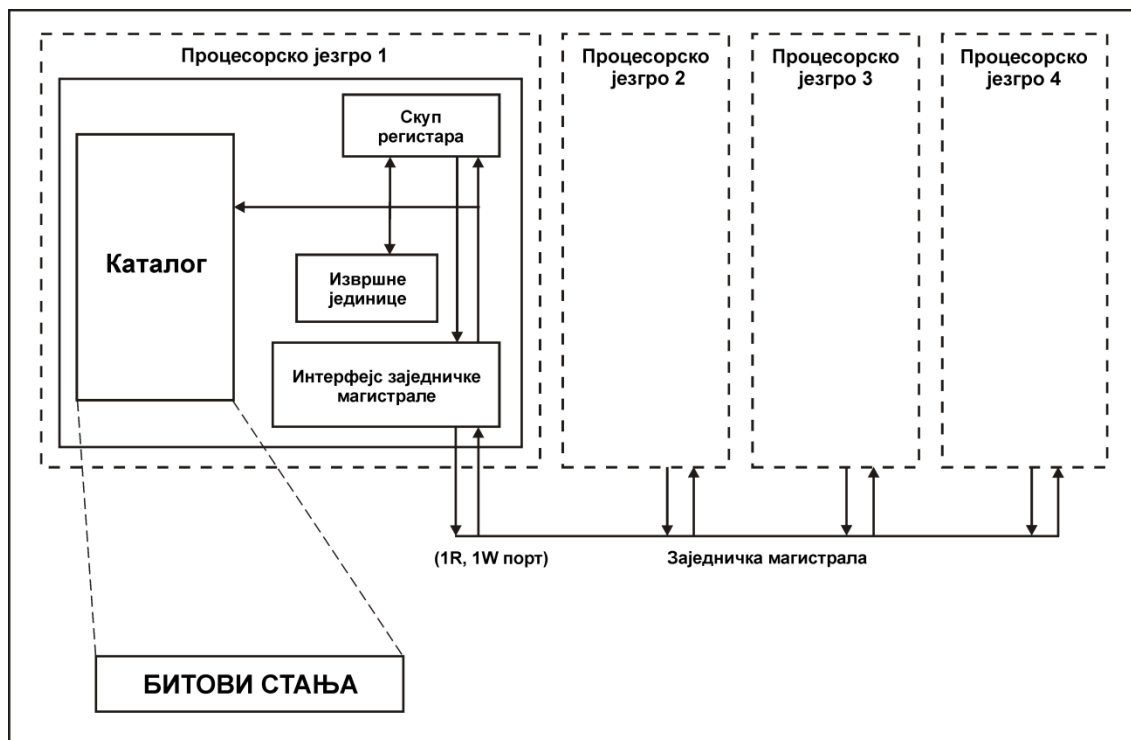 Процесорско језгро 1
Скуп
регистара
Каталог
Извршне
јединице
Интерфејс заједничке
магистрале
Процесорско
језгро 2
Процесорско
језгро 3
Процесорско
језгро 4
(1R, 1W порт)
Заједничка магистрала
БИТОВИ СТАЊА